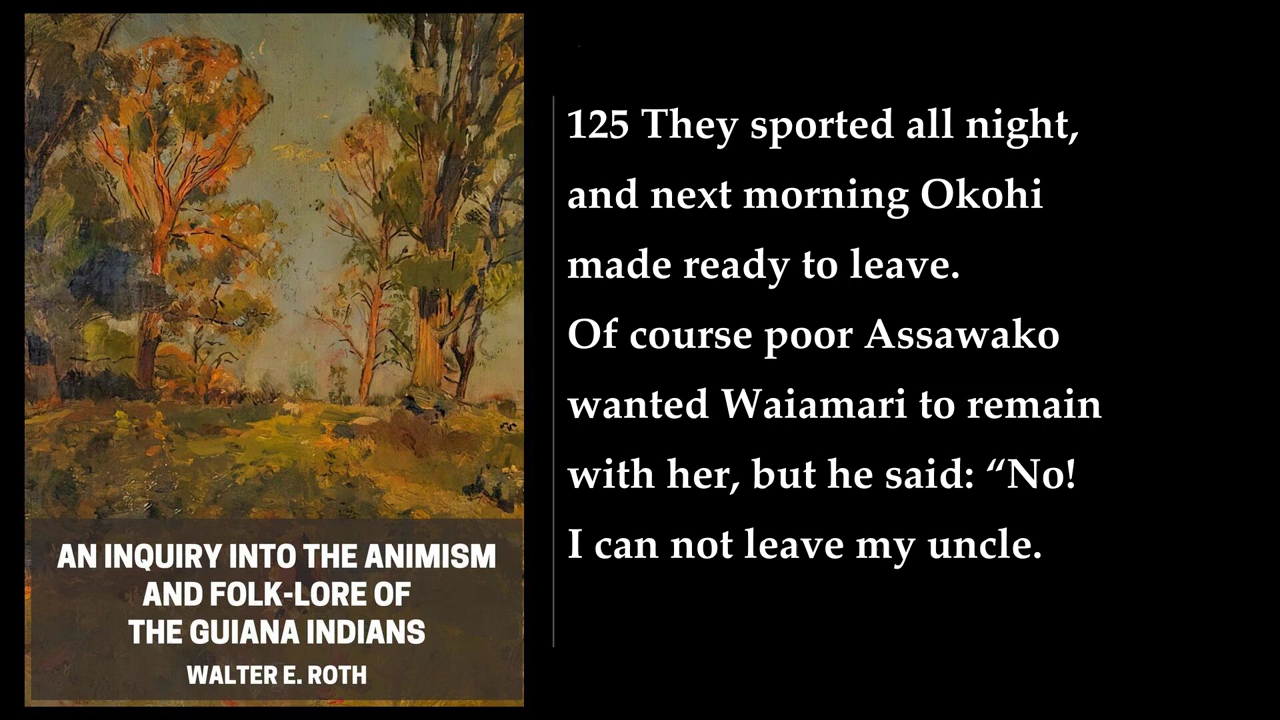 AN INQUIRY INTO THE ANIMISM
AND FOLK-LORE OF
THE GUIANA INDIANS
WALTER E. ROTH
125 They sported all night,
and next morning Okohi
made ready to leave.
Of course poor Assawako
wanted Waiamari to remain
with her, but he said: “No!
I can not leave my uncle.